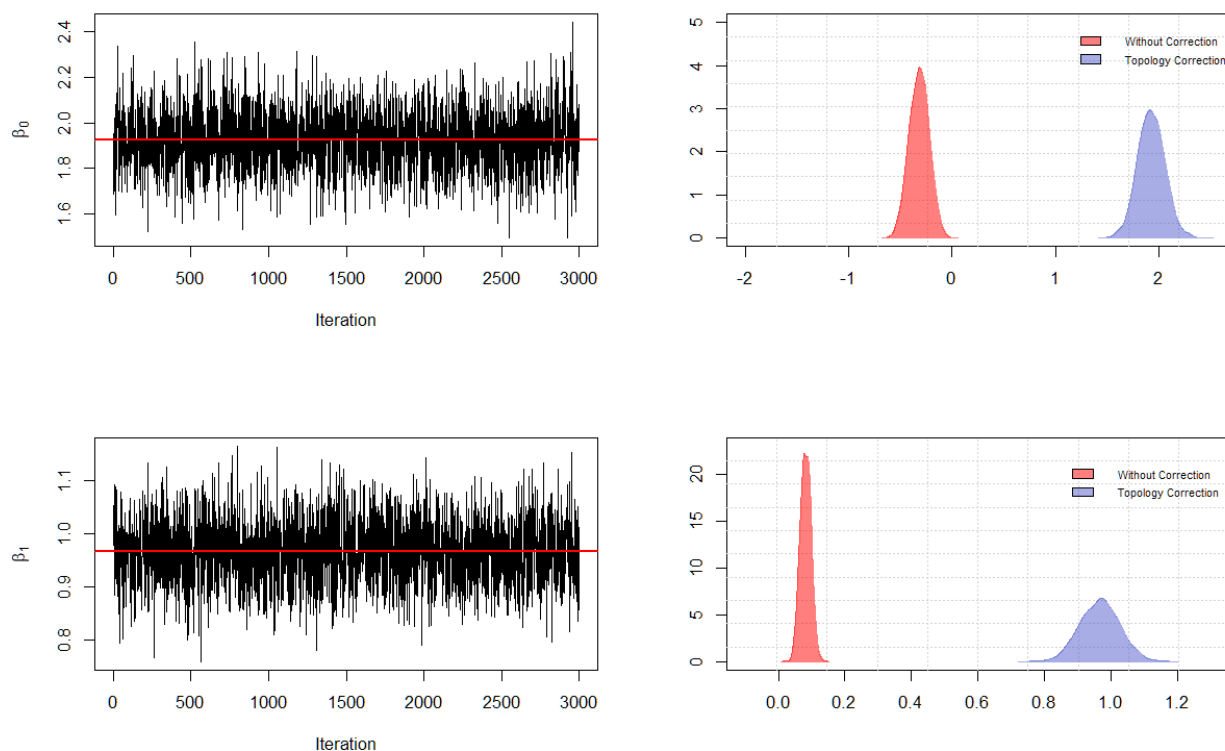 β0
1.6 1.8 2.0 2.2 2.4
0 500 1000 1500 2000 2500 3000
Iteration
0 1 2 3 4 5
Without Correction
Topology Correction
-2 -1 0 1 2
β1
0.8 0.9 1.0 1.1
0 500 1000 1500 2000 2500 3000
Iteration
0 5 10 15 20
Without Correction
Topology Correction
0.0 0.2 0.4 0.6 0.8 1.0 1.2